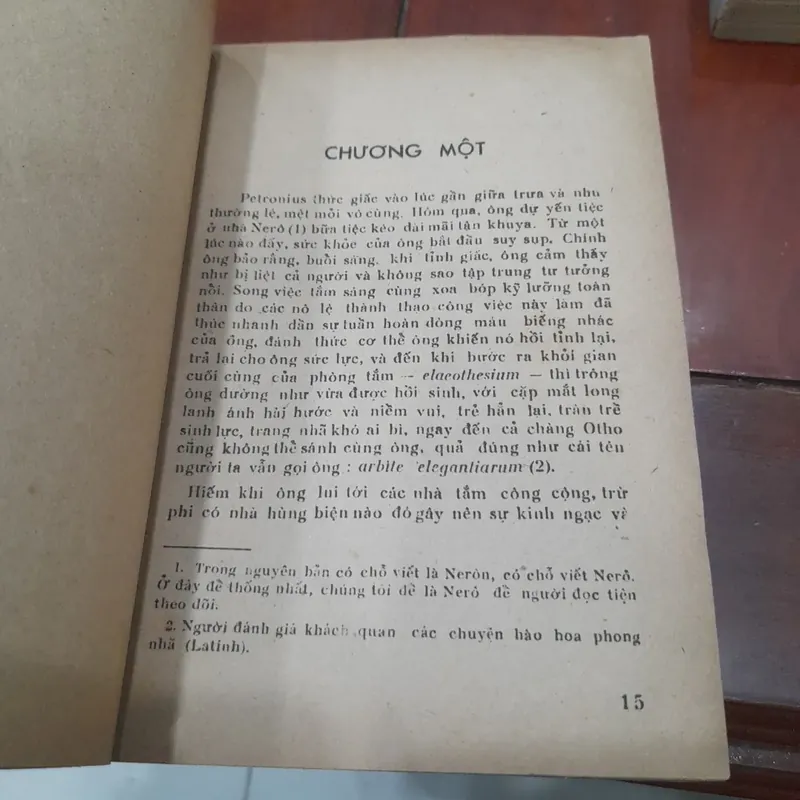 CHƯƠNG MỘT
Petronius thức giấc vào lúc gần giữa trưa và như
thường lệ, mệt mỏi vô cùng. Hôm qua, ông dự yến tiệc
ở nhà Nerô (1) bữa tiệc kéo dài mãi tận khuya. Từ một
lúc nào đấy, sức khỏe của ông bắt đầu suy sụp. Chính
ông bảo rằng, buổi sáng, khi tỉnh giấc, ông cảm thấy
như bị liệt cả người và không sao tập trung tư tưởng
nổi. Song việc tắm sáng cùng xoa bóp kỹ lưỡng toàn
thân do các nô lệ thành thạo công việc này làm đã
thúc nhanh dần sự tuần hoàn dòng máu biếng nhác
của ông, đánh thức cơ thể ông khiến nó hồi tỉnh lại,
trả lại cho ông sức lực, và đến khi bước ra khỏi gian
cuối cùng của phòng tắm — elaeothesium — thì trông
ông dường như vừa được hồi sinh, với cặp mắt long
lanh ánh hài hước và niềm vui, trẻ hẳn lại, tràn trề
sinh lực, trang nhã khó ai bì, ngay đến cả chàng Otho
cũng không thể sánh cùng ông, quả đúng như cái tên
người ta vẫn gọi ông : arbite elegantiarum (2).
Hiếm khi ông lui tới các nhà tắm công cộng, trừ
phi có nhà hùng biện nào đó gây nên sự kinh ngạc và
1. Trong nguyên bản có chỗ viết là Nerôn, có chỗ viết Nerô.
Ở đây để thống nhất, chúng tôi để là Nerô để người đọc tiện
theo dõi.
2. Người đánh giá khách quan các chuyện hào hoa phong
nhã (Latinh).
15